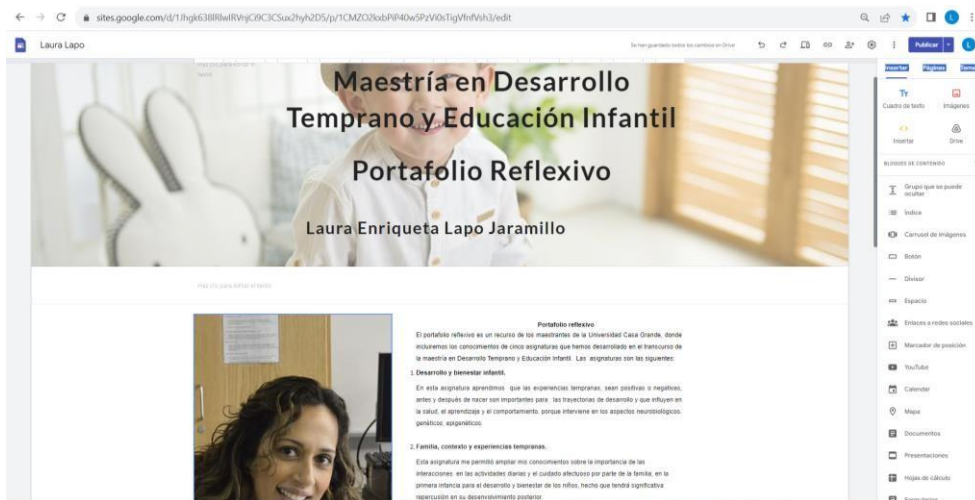 sites.google.com/d/1Jhgk638IRIwIRVnjCi9C3CSux2hyh2D5/p/1CMZO2kxbPiP40w5PzVi0sTigVfnfVsh3/edit
Laura Lapo
Se han guardado todos los cambios en Drive
Publicar
L
Insertar Páginas Temas
Cuadro de texto Imágenes
Insertar Drive
BLOQUES DE CONTENIDO
Grupo que se puede
ocultar
Índice
Carrusel de imágenes
Botón
Divisor
Espacio
Enlaces a redes sociales
Marcador de posición
YouTube
Calendar
Mapa
Documentos
Presentaciones
Hojas de cálculo
Maestría en Desarrollo
Temprano y Educación Infantil
Portafolio Reflexivo
Laura Enriqueta Lapo Jaramillo
Haz clic para editar el texto
Portafolio reflexivo
El portafolio reflexivo es un recurso de los maestrantes de la Universidad Casa Grande, donde
incluiremos los conocimientos de cinco asignaturas que hemos desarrollado en el transcurso de
la maestría en Desarrollo Temprano y Educación Infantil. Las asignaturas son las siguientes:
1. Desarrollo y bienestar infantil.
En esta asignatura aprendimos que las experiencias tempranas, sean positivas o negativas,
antes y después de nacer son importantes para las trayectorias de desarrollo y que influyen en
la salud, el aprendizaje y el comportamiento, porque interviene en los aspectos neurobiológicos,
genéticos, epigenéticos.
2. Familia, contexto y experiencias tempranas.
Esta asignatura me permitió ampliar mis conocimientos sobre la importancia de las
interacciones en las actividades diarias y el cuidado afectuoso por parte de la familia, en la
primera infancia para el desarrollo y bienestar de los niños, hecho que tendrá significativa
repercusión en su desenvolvimiento posterior